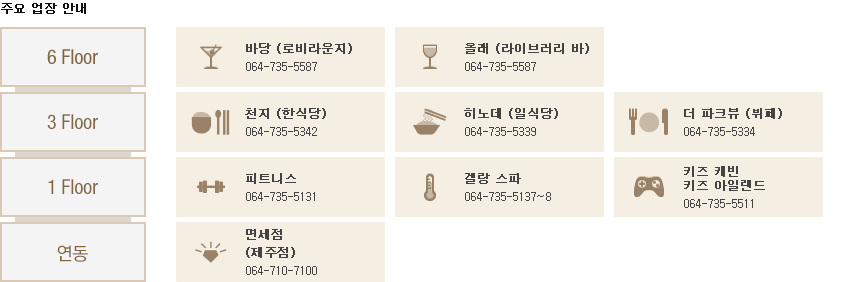 주요 업장 안내
6 Floor
바당 (로비라운지)
064-735-5587
올래 (라이브러리 바)
064-735-5587
3 Floor
천지 (한식당)
064-735-5342
히노데 (일식당)
064-735-5339
더 파크뷰 (뷔페)
064-735-5334
1 Floor
피트니스
064-735-5131
겔랑 스파
064-735-5137~8
키즈 캐빈
키즈 아일랜드
064-735-5511
연동
면세점
(제주점)
064-710-7100